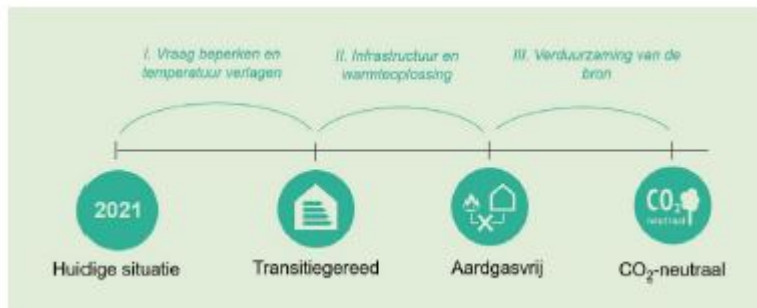 I. Vraag beperken en
temperatuur verlagen
II. Infrastructuur en
warmteoplossing
III. Verduurzaming van de
bron
2021
CO₂
neutraal
Huidige situatie
Transitiegereed
Aardgasvrij
CO₂-neutraal